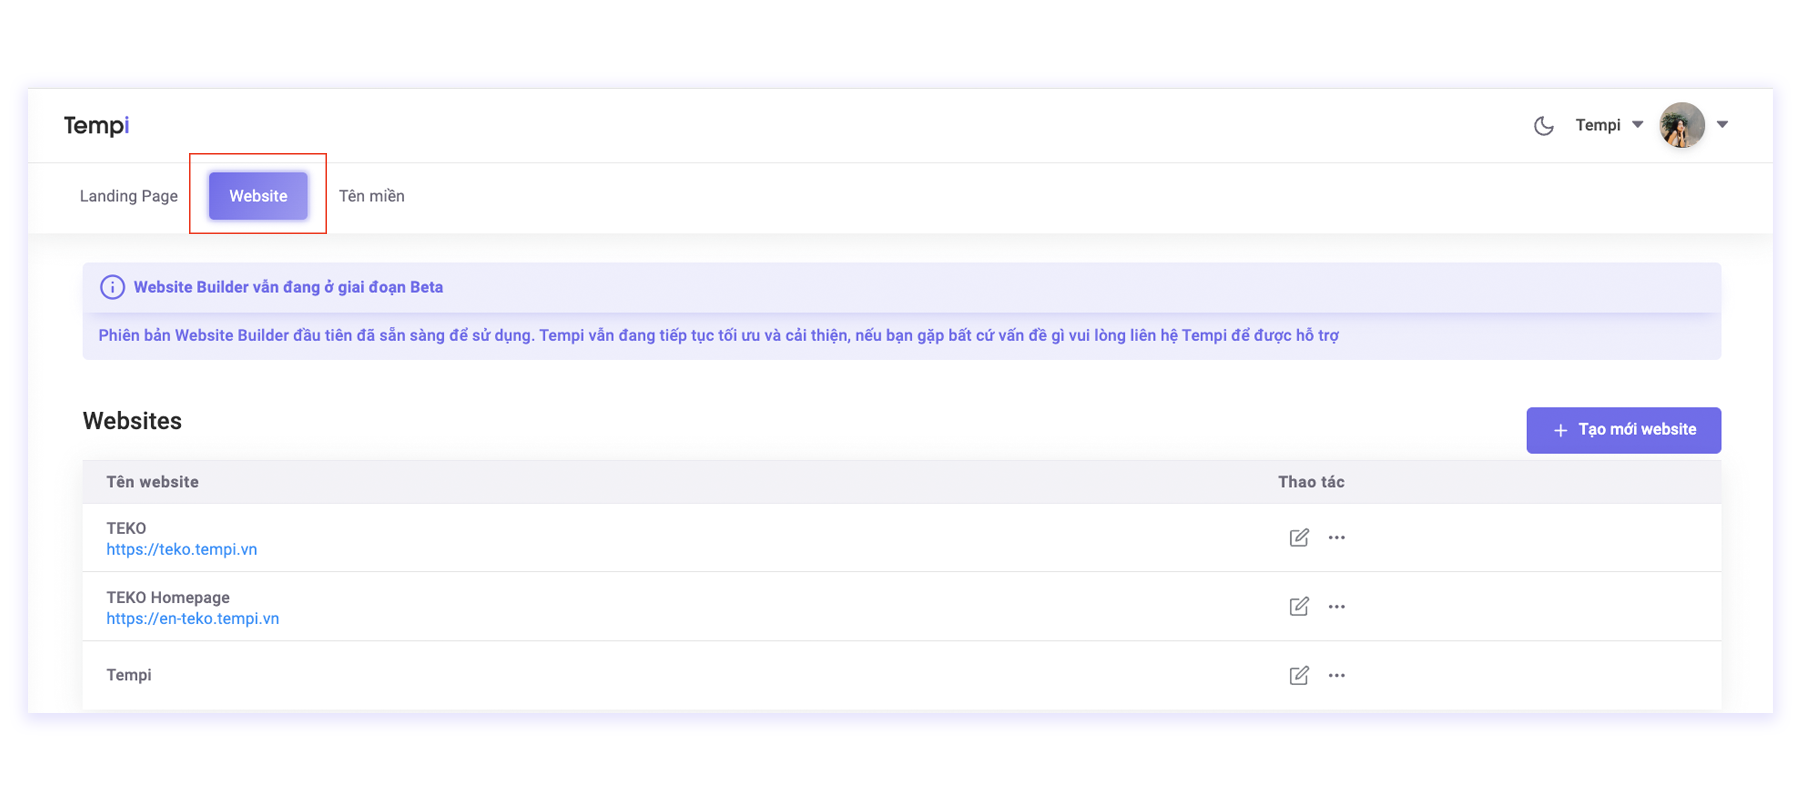 Tempi
Tempi
Landing Page
Website
Tên miền
Website Builder vẫn đang ở giai đoạn Beta
Phiên bản Website Builder đầu tiên đã sẵn sàng để sử dụng. Tempi vẫn đang tiếp tục tối ưu và cải thiện, nếu bạn gặp bất cứ vấn đề gì vui lòng liên hệ Tempi để được hỗ trợ
Websites
+ Tạo mới website
Tên website
Thao tác
TEKO
https://teko.tempi.vn
TEKO Homepage
https://en-teko.tempi.vn
Tempi